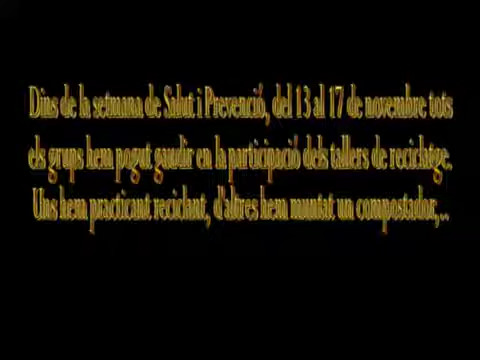 Dins de la setmana de Salut i Prevenció, del 13 al 17 de novembre tots
els grups hem pogut gaudir en la participació dels tallers de reciclatge.
Uns hem practicant reciclant, d'altres hem muntat un compostador,..